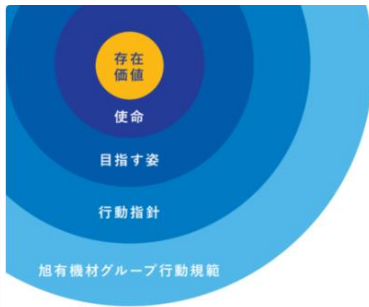 存在
価値
使命
目指す姿
行動指針
旭有機材グループ行動規範